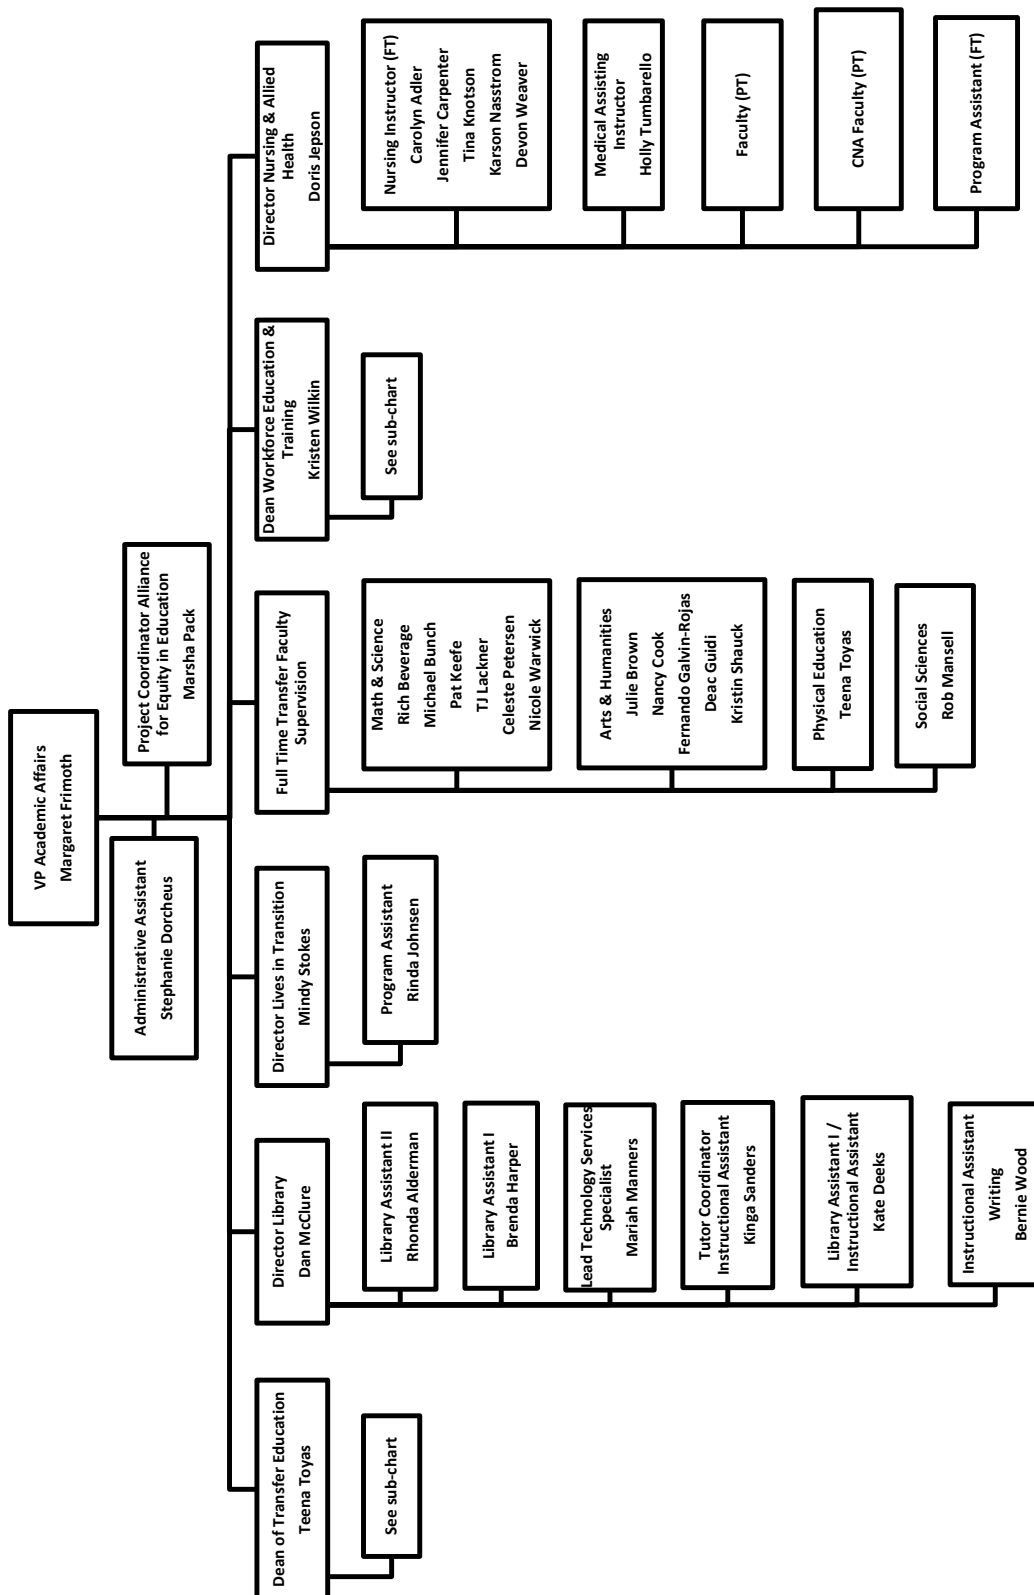 VP Academic Affairs
Margaret Frimoth
Administrative Assistant
Stephanie Dorcheus
Project Coordinator Alliance
for Equity in Education
Marsha Pack
Dean of Transfer Education
Teena Toyas
See sub-chart
Director Library
Dan McClure
Library Assistant II
Rhonda Alderman
Library Assistant I
Brenda Harper
Lead Technology Services
Specialist
Mariah Manners
Tutor Coordinator
Instructional Assistant
Kinga Sanders
Library Assistant I /
Instructional Assistant
Kate Deeks
Instructional Assistant
Writing
Bernie Wood
Director Lives in Transition
Mindy Stokes
Program Assistant
Rinda Johnsen
Full Time Transfer Faculty
Supervision
Math & Science
Rich Beverage
Michael Bunch
Pat Keefe
TJ Lackner
Celeste Petersen
Nicole Warwick
Arts & Humanities
Julie Brown
Nancy Cook
Fernando Galvin-Rojas
Deac Guidi
Kristin Shauck
Physical Education
Teena Toyas
Social Sciences
Rob Mansell
Dean Workforce Education &
Training
Kristen Wilkin
See sub-chart
Director Nursing & Allied
Health
Doris Jepson
Nursing Instructor (FT)
Carolyn Adler
Jennifer Carpenter
Tina Knotson
Karson Nasstrom
Devon Weaver
Medical Assisting
Instructor
Holly Tumbarello
Faculty (PT)
CNA Faculty (PT)
Program Assistant (FT)